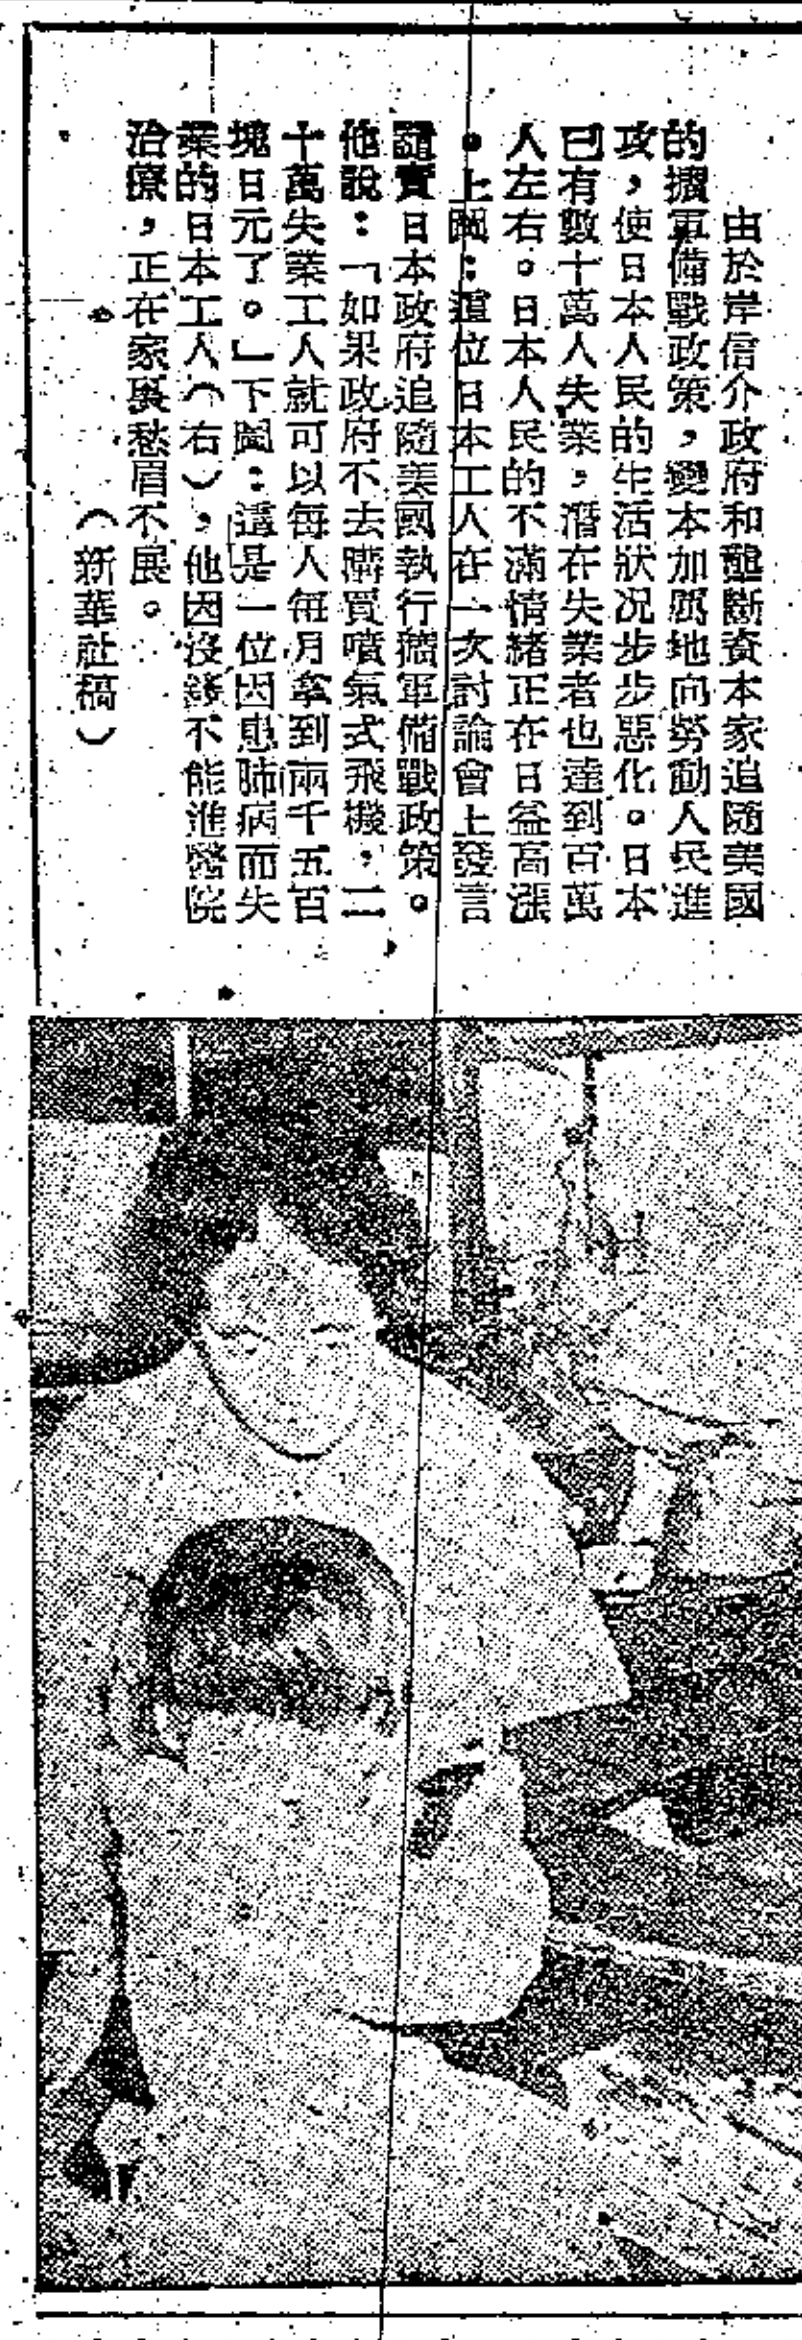 由於岸信介政府和壟斷資本家追隨美國
的擴軍備戰政策，變本加厲地向勞動人民進
攻，使日本人民的生活狀况步步惡化。日本
已有數十萬人失業，潛在失業者也達到百萬
人左右。日本人民的不滿情緒正在日益高漲
。上圖：這位日本工人在一次討論會上發言
譴責日本政府追隨美國執行擴軍備戰政策。
他說：「如果政府不去購買噴氣式飛機，二
十萬失業工人就可以每人每月拿到兩千五百
塊日元了。」下圖：這是一位因患肺病而失
業的日本工人（右），他因沒錢不能進醫院
治療，正在家裏愁眉不展。
（新華社稿）